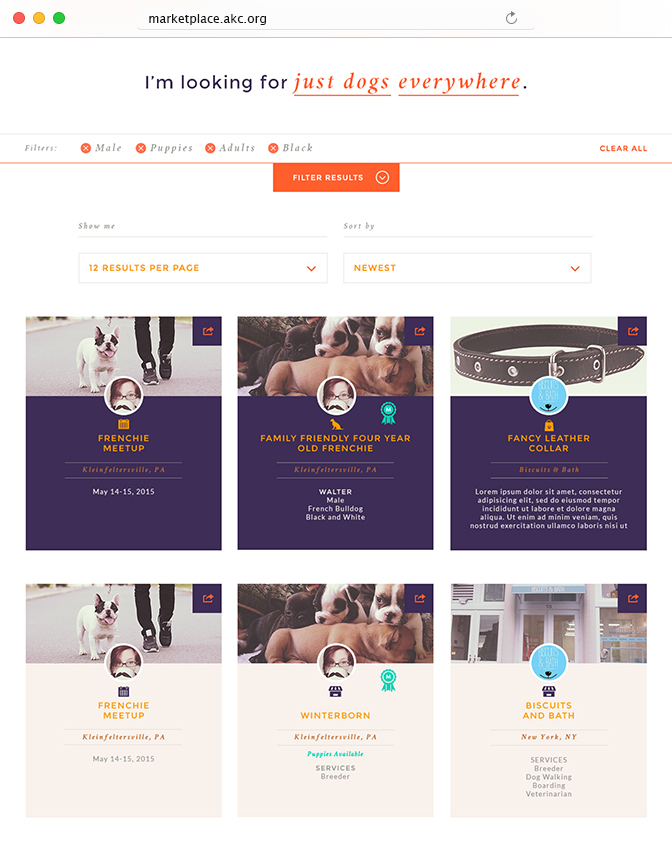 marketplace.akc.org
I'm looking for just dogs everywhere.
Filters: Male Puppies Adults Black CLEAR ALL
FILTER RESULTS
Show me
Sort by
12 RESULTS PER PAGE
NEWEST
FRENCHIE
MEETUP
Kleinfeltersville, PA
May 14-15, 2015
M
FAMILY FRIENDLY FOUR YEAR
OLD FRENCHIE
Kleinfeltersville, PA
WALTER
Male
French Bulldog
Black and White
& BATH
FANCY LEATHER
COLLAR
Biscuits & Bath
Lorem ipsum dolor sit amet, consectetur
adipisicing elit, sed do eiusmod tempor
incididunt ut labore et dolore magna
aliqua. Ut enim ad minim veniam, quis
nostrud exercitation ullamco laboris nisi ut
FRENCHIE
MEETUP
Kleinfeltersville, PA
May 14-15, 2015
M
WINTERBORN
Kleinfeltersville, PA
Puppies Available
SERVICES
Breeder
& BATH
BISCUITS
AND BATH
New York, NY
SERVICES
Breeder
Dog Walking
Boarding
Veterinarian